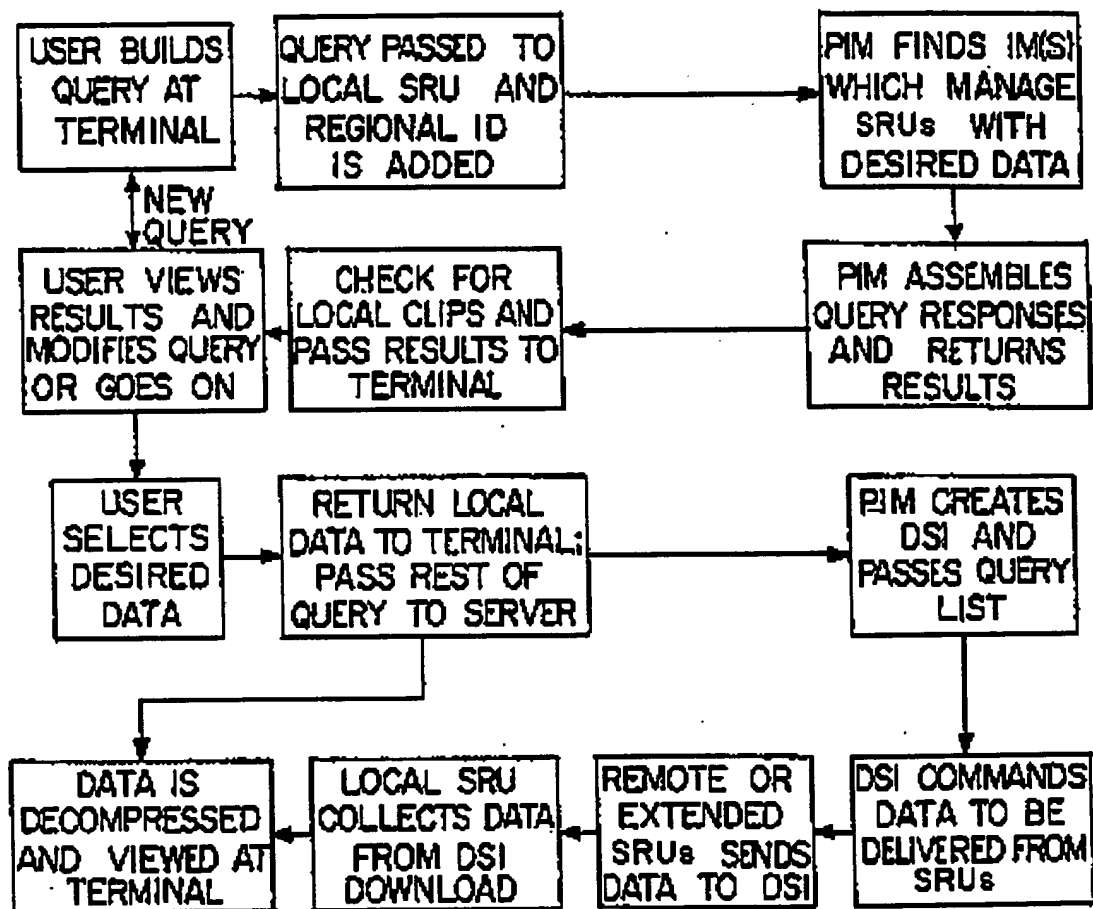 USER BUILDS
QUERY AT
TERMINAL
QUERY PASSED TO
LOCAL SRU AND
REGIONAL ID
IS ADDED
PIM FINDS IM(S)
WHICH MANAGE
SRUs WITH
DESIRED DATA
NEW
QUERY
USER VIEWS
RESULTS AND
MODIFIES QUERY
OR GOES ON
CHECK FOR
LOCAL CLIPS AND
PASS RESULTS TO
TERMINAL
PIM ASSEMBLES
QUERY RESPONSES
AND RETURNS
RESULTS
USER
SELECTS
DESIRED
DATA
RETURN LOCAL
DATA TO TERMINAL;
PASS REST OF
QUERY TO SERVER
PIM CREATES
DSI AND
PASSES QUERY
LIST
DATA IS
DECOMPRESSED
AND VIEWED AT
TERMINAL
LOCAL SRU
COLLECTS DATA
FROM DSI
DOWNLOAD
REMOTE OR
EXTENDED
SRUs SENDS
DATA TO DSI
DSI COMMANDS
DATA TO BE
DELIVERED FROM
SRUs